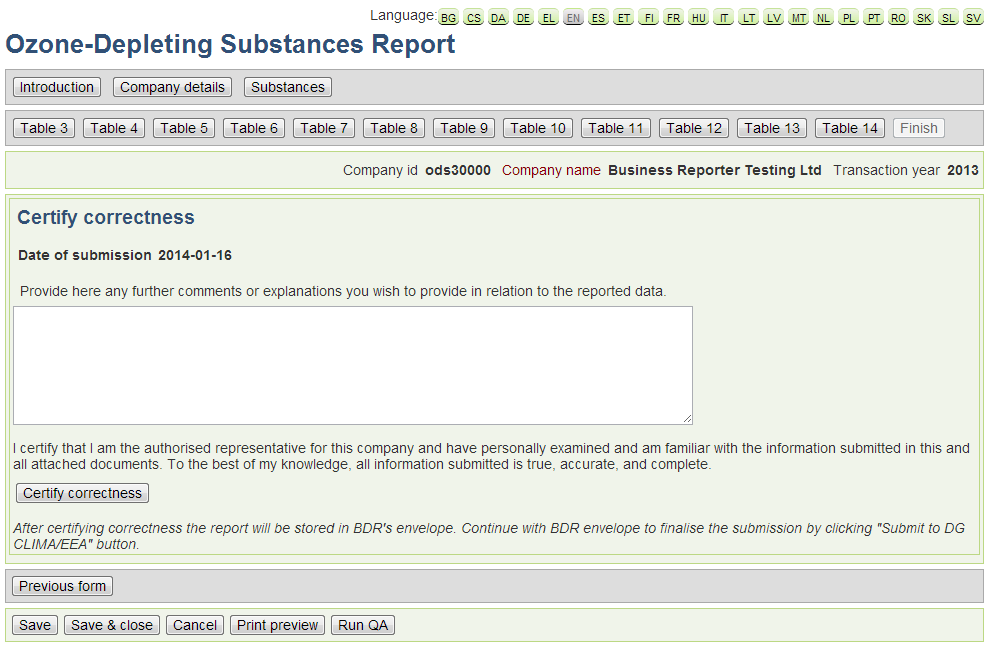 Language: BG CS DA DE EL EN ES ET FI FR HU IT LT LV MT NL PL PT RO SK SL SV
Ozone-Depleting Substances Report
Introduction Company details Substances
Table 3 Table 4 Table 5 Table 6 Table 7 Table 8 Table 9 Table 10 Table 11 Table 12 Table 13 Table 14 Finish
Company id ods30000 Company name Business Reporter Testing Ltd Transaction year 2013
Certify correctness
Date of submission 2014-01-16
Provide here any further comments or explanations you wish to provide in relation to the reported data.
I certify that I am the authorised representative for this company and have personally examined and am familiar with the information submitted in this and
all attached documents. To the best of my knowledge, all information submitted is true, accurate, and complete.
Certify correctness
After certifying correctness the report will be stored in BDR's envelope. Continue with BDR envelope to finalise the submission by clicking "Submit to DG
CLIMA/EEA" button.
Previous form
Save Save & close Cancel Print preview Run QA